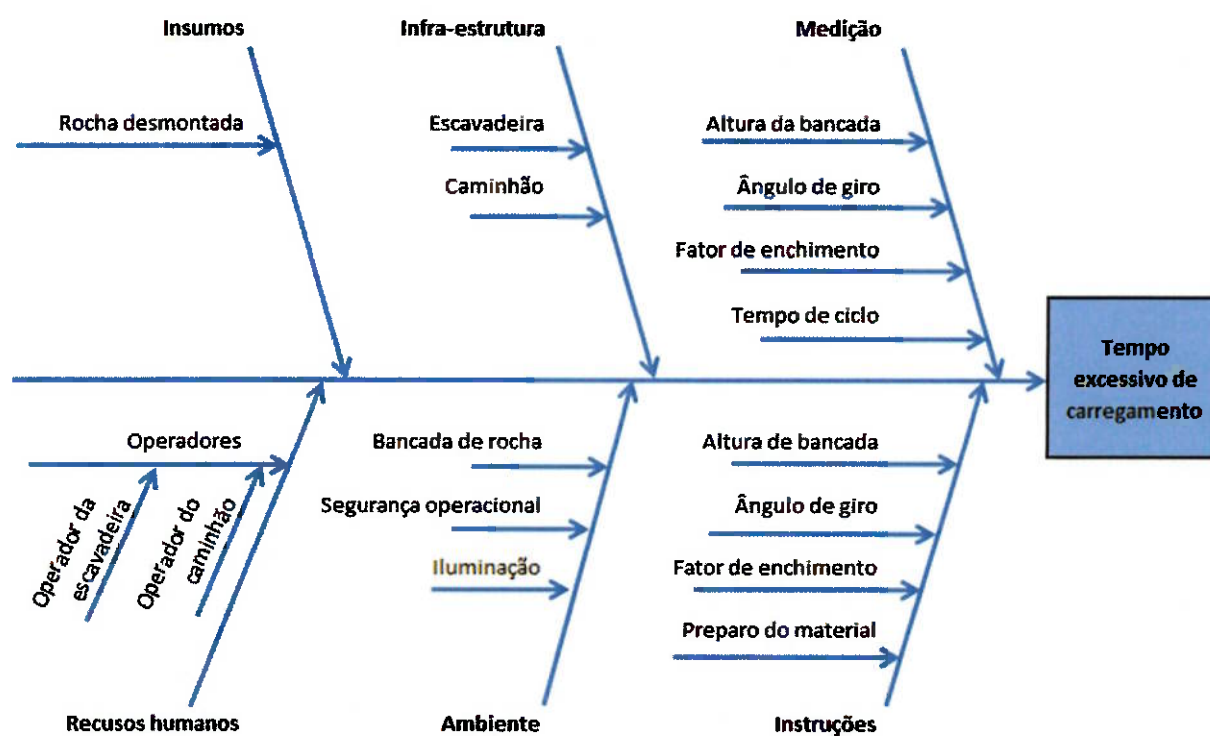 Insumos
Infra-estrutura
Medição
Rocha desmontada
Escavadeira
Caminhão
Altura da bancada
Ângulo de giro
Fator de enchimento
Tempo de ciclo
Tempo
excessivo de
carregamento
Operadores
Operador da
escavadeira
Operador do
caminhão
Bancada de rocha
Segurança operacional
Iluminação
Altura de bancada
Ângulo de giro
Fator de enchimento
Preparo do material
Recusos humanos
Ambiente
Instruções